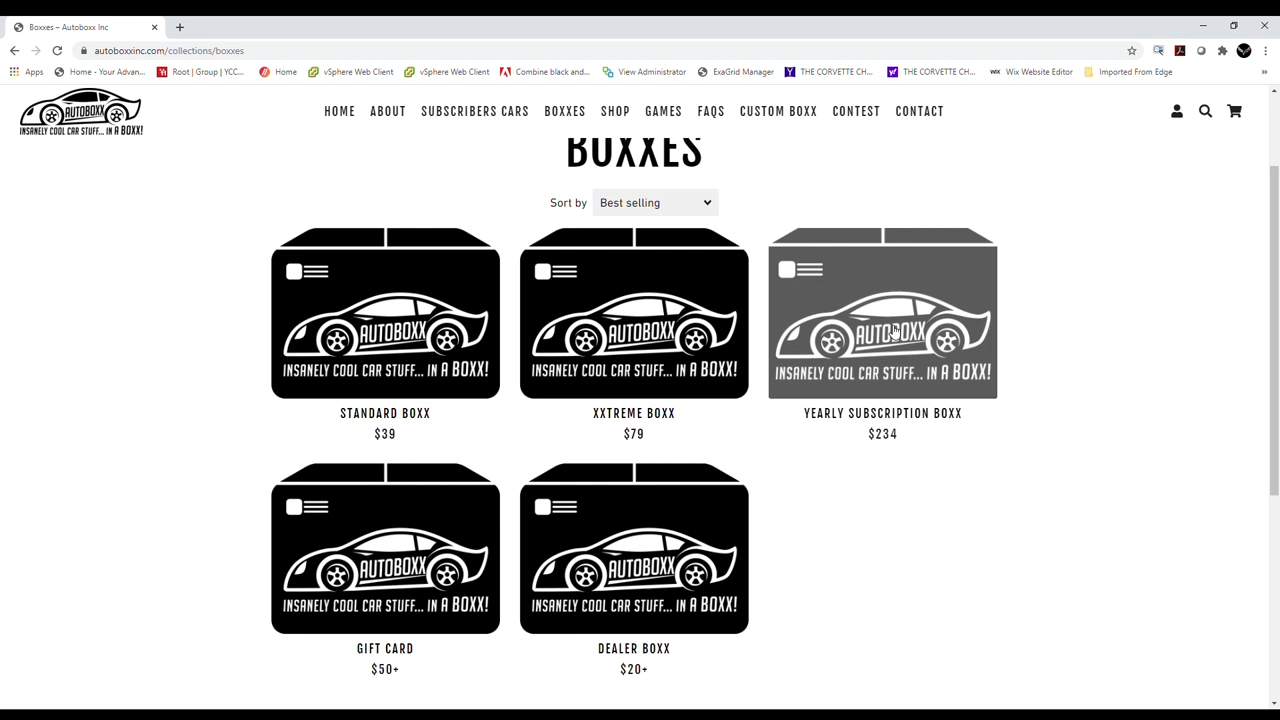 Boxxes – Autoboxx Inc
autoboxxinc.com/collections/boxxes
Apps Home - Your Advan... Root Group | YCC... Home vSphere Web Client vSphere Web Client Combine black and... View Administrator ExaGrid Manager THE CORVETTE CH... THE CORVETTE CH... Wix Website Editor Imported From Edge
AUTOBOXX
INSANELY COOL CAR STUFF... IN A BOXX!
HOME ABOUT SUBSCRIBERS CARS BOXXES SHOP GAMES FAQS CUSTOM BOXX CONTEST CONTACT
BOXXES
Sort by Best selling
AUTOBOXX AUTOBOXX AUTOBOXX
INSANELY COOL CAR STUFF... IN A BOXX! INSANELY COOL CAR STUFF... IN A BOXX! INSANELY COOL CAR STUFF... IN A BOXX!
STANDARD BOXX XXTREME BOXX YEARLY SUBSCRIPTION BOXX
$39 $79 $234
AUTOBOXX AUTOBOXX
INSANELY COOL CAR STUFF... IN A BOXX! INSANELY COOL CAR STUFF... IN A BOXX!
GIFT CARD DEALER BOXX
$50+ $20+